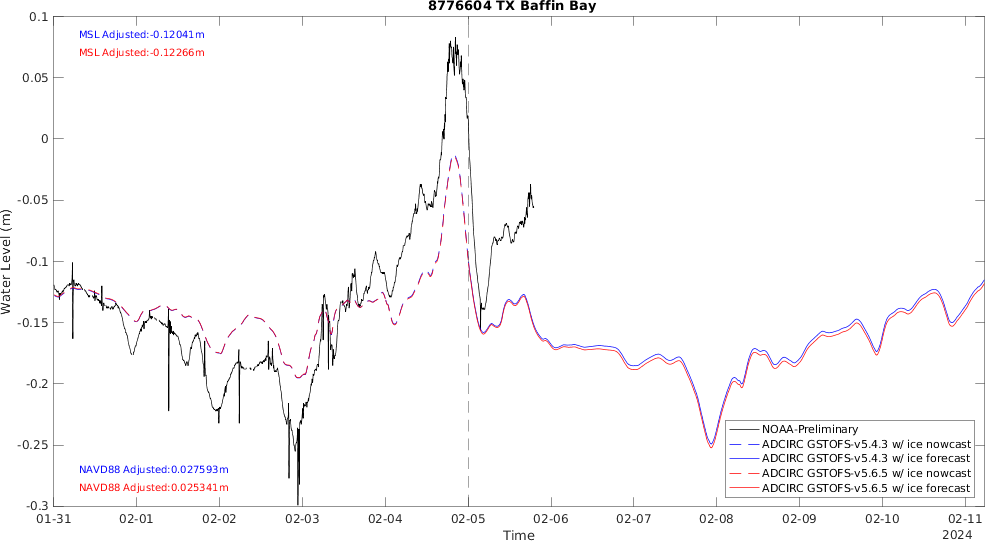 8776604 TX Baffin Bay
MSL Adjusted:-0.12041m
MSL Adjusted:-0.12266m
Water Level (m)
0.1
0.05
0
-0.05
-0.1
-0.15
-0.2
-0.25
-0.3
NAVD88 Adjusted:0.027593m
NAVD88 Adjusted:0.025341m
NOAA-Preliminary
ADCIRC GSTOFS-v5.4.3 w/ ice nowcast
ADCIRC GSTOFS-v5.4.3 w/ ice forecast
ADCIRC GSTOFS-v5.6.5 w/ ice nowcast
ADCIRC GSTOFS-v5.6.5 w/ ice forecast
01-31 02-01 02-02 02-03 02-04 02-05 02-06 02-07 02-08 02-09 02-10 02-11
Time
2024